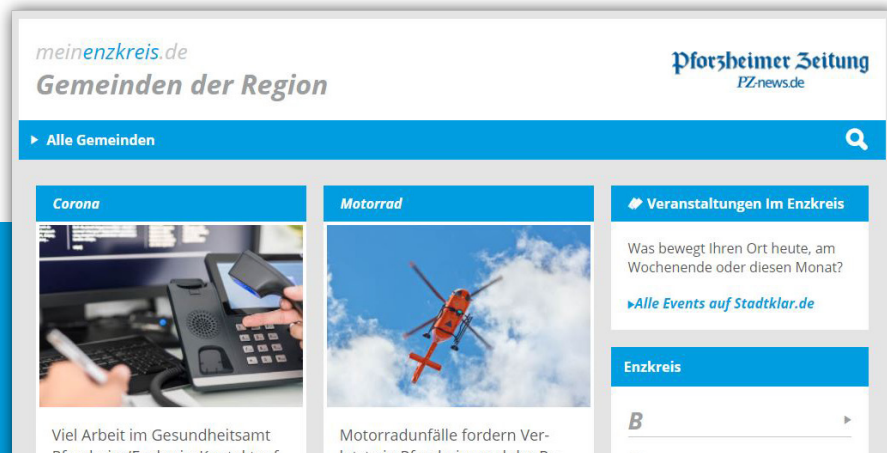 meinenzkreis.de
Gemeinden der Region
Pforzheimer Zeitung
PZ-news.de
Alle Gemeinden
Corona
Viel Arbeit im Gesundheitsamt
Motorrad
Motorradunfälle fordern Ver-
Veranstaltungen Im Enzkreis
Was bewegt Ihren Ort heute, am
Wochenende oder diesen Monat?
Alle Events auf Stadtklar.de
Enzkreis
B